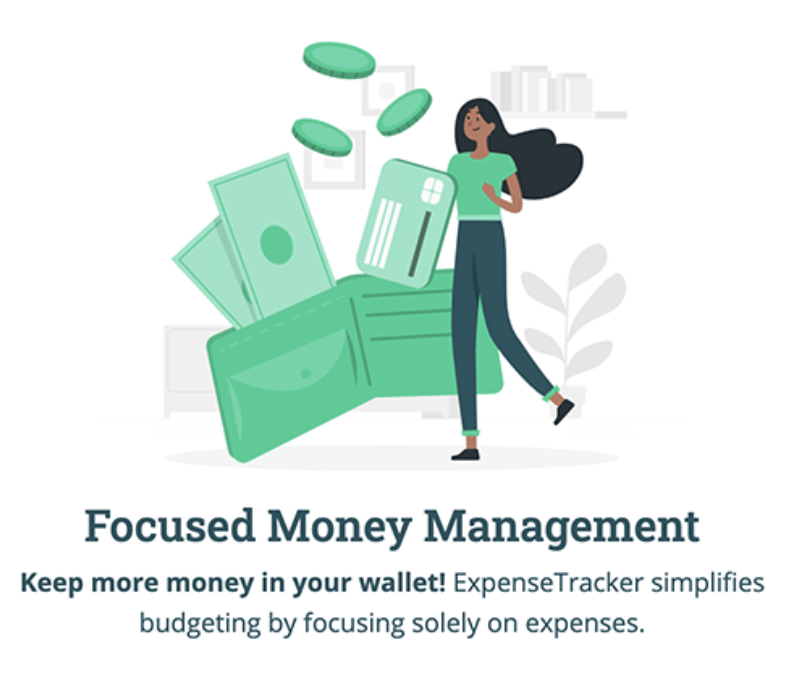 Focused Money Management
Keep more money in your wallet! ExpenseTracker simplifies
budgeting by focusing solely on expenses.